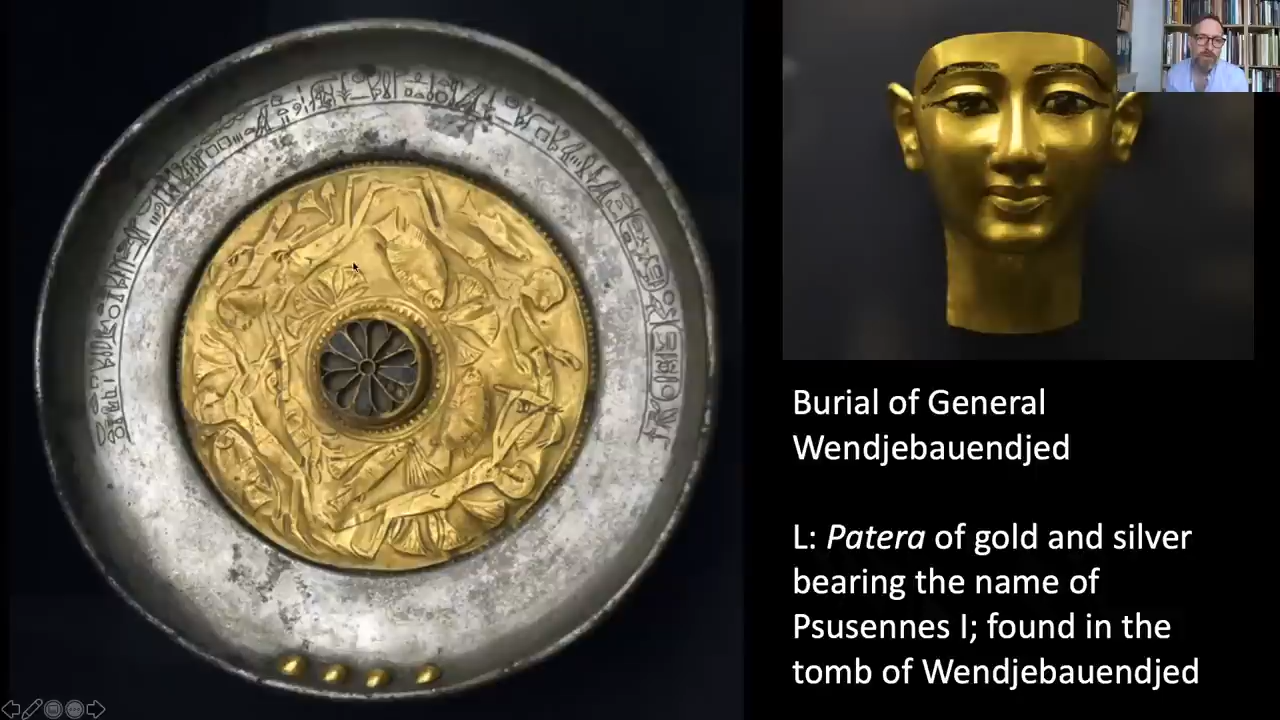 Burial of General
Wendjebauendjed
L: Patera of gold and silver
bearing the name of
Psusennes I; found in the
tomb of Wendjebauendjed